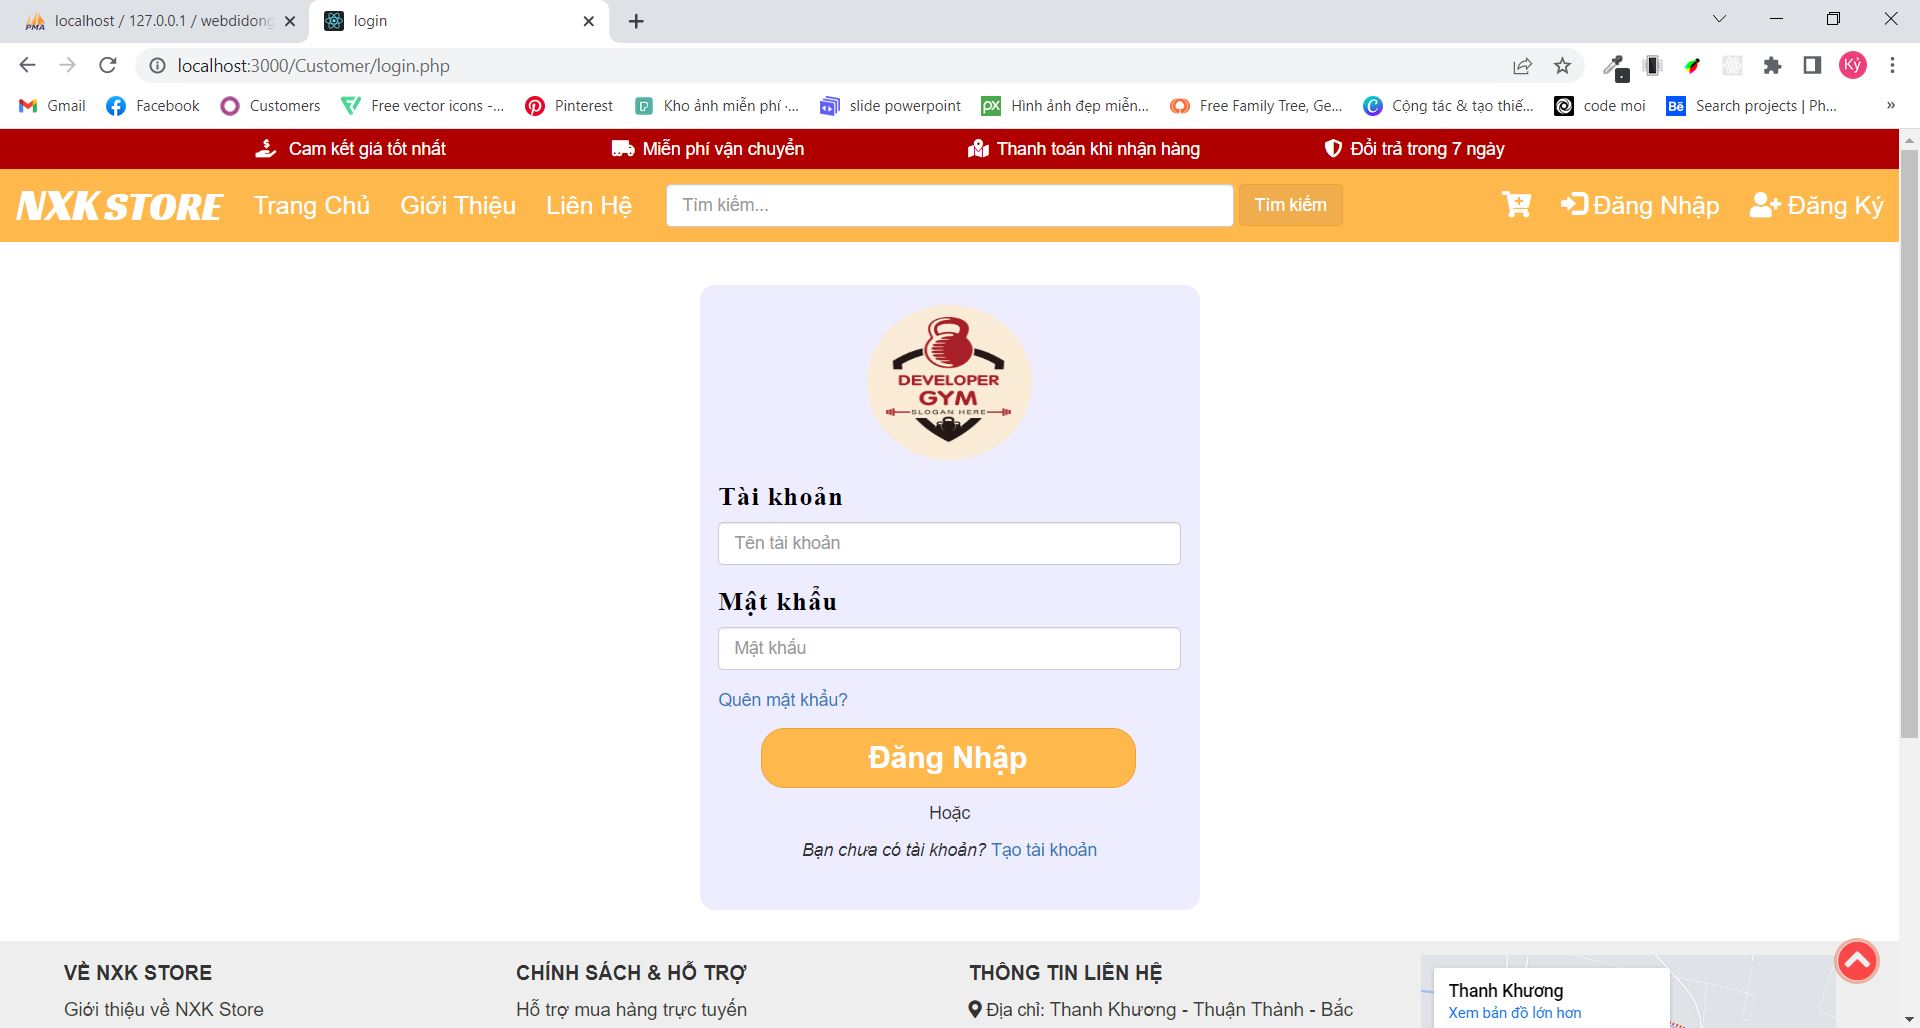 localhost / 127.0.0.1 / webdidong
login
localhost:3000/Customer/login.php
Kỳ
Gmail
Facebook
Customers
Free vector icons -...
Pinterest
Kho ảnh miễn phí ·...
slide powerpoint
Hình ảnh đẹp miễn...
Free Family Tree, Ge...
Cộng tác & tạo thiế...
code moi
Search projects | Ph...
»
Cam kết giá tốt nhất
Miễn phí vận chuyển
Thanh toán khi nhận hàng
Đổi trả trong 7 ngày
NXK STORE
Trang Chủ
Giới Thiệu
Liên Hệ
Tìm kiếm...
Tìm kiếm
Đăng Nhập
Đăng Ký
DEVELOPER
GYM
SLOGAN HERE
Tài khoản
Tên tài khoản
Mật khẩu
Mật khẩu
Quên mật khẩu?
Đăng Nhập
Hoặc
Bạn chưa có tài khoản? Tạo tài khoản
VỀ NXK STORE
Giới thiệu về NXK Store
CHÍNH SÁCH & HỖ TRỢ
Hỗ trợ mua hàng trực tuyến
THÔNG TIN LIÊN HỆ
Địa chỉ: Thanh Khương - Thuận Thành - Bắc
Thanh Khương
Xem bản đồ lớn hơn